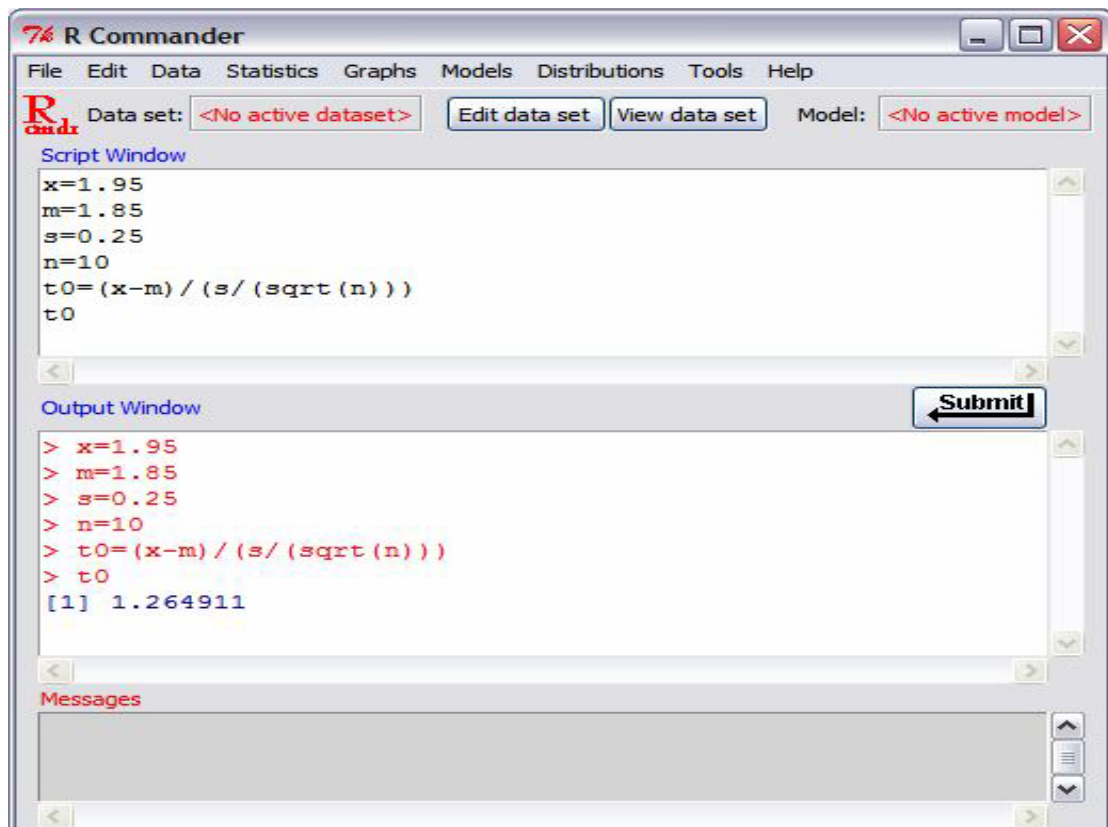 7% R Commander
File Edit Data Statistics Graphs Models Distributions Tools Help
R cmdr Data set: <No active dataset> Edit data set View data set Model: <No active model>
Script Window
x=1.95
m=1.85
s=0.25
n=10
t0=(x-m)/(s/(sqrt(n)))
t0
Output Window
Submit
> x=1.95
> m=1.85
> s=0.25
> n=10
> t0=(x-m)/(s/(sqrt(n)))
> t0
[1] 1.264911
Messages